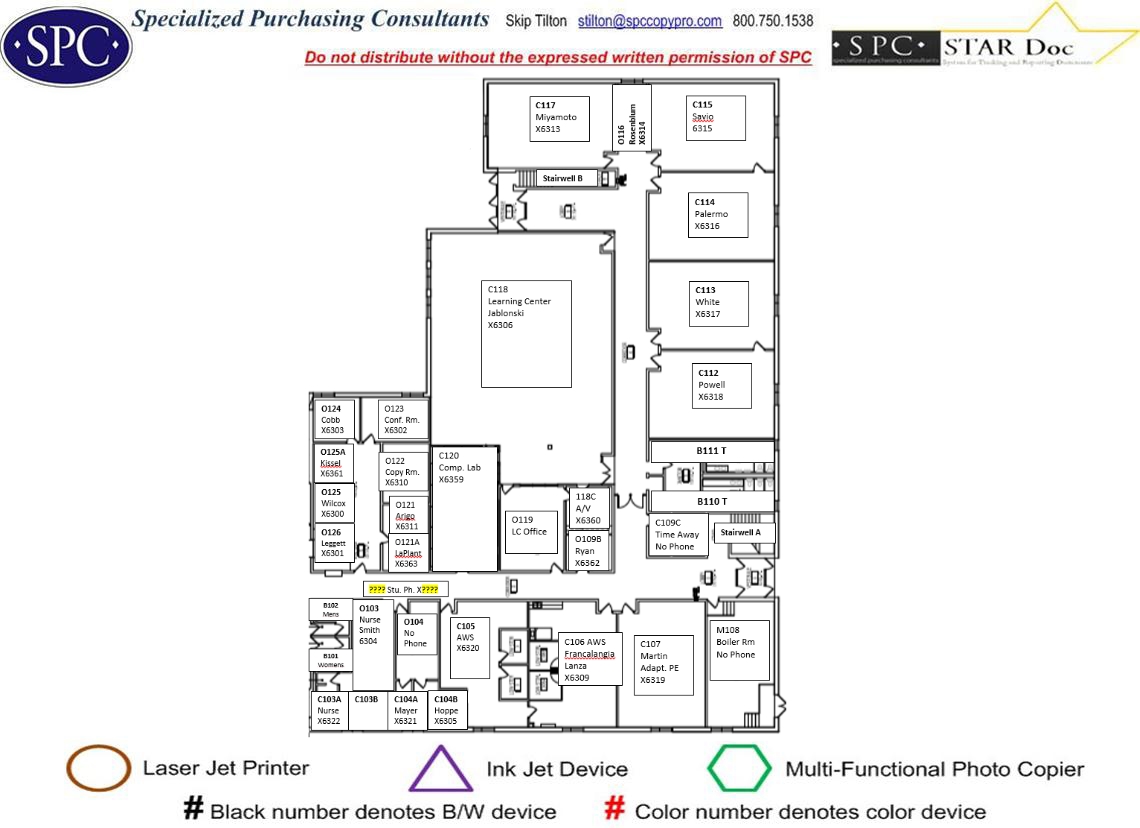 SPC
Specialized Purchasing Consultants Skip Tilton stilton@spccopypro.com 800.750.1538
Do not distribute without the expressed written permission of SPC
· S P C · STAR Doc
specialized purchasing consultants System for Tracking and Reporting Documents
C117
Miyamoto
X6313
O116
Rosenblum
X6314
C115
Savio
6315
Stairwell B
C114
Palermo
X6316
C118
Learning Center
Jablonski
X6306
C113
White
X6317
C112
Powell
X6318
O124
Cobb
X6303
O123
Conf. Rm.
X6302
O125A
Kissel
X6361
O122
Copy Rm.
X6310
C120
Comp. Lab
X6359
B111 T
O125
Wilcox
X6300
O121
Arigo
X6311
O119
LC Office
118C
A/V
X6360
B110 T
O126
Leggett
X6301
O121A
LaPlant
X6363
O109B
Ryan
X6362
C109C
Time Away
No Phone
Stairwell A
???? Stu. Ph. X????
B102
Mens
O103
Nurse
Smith
6304
O104
No
Phone
C105
AWS
X6320
C106 AWS
Francalangia
Lanza
X6309
C107
Martin
Adapt. PE
X6319
M108
Boiler Rm
No Phone
B101
Womens
C103A
Nurse
X6322
C103B
C104A
Mayer
X6321
C104B
Hoppe
X6305
Laser Jet Printer
Ink Jet Device
Multi-Functional Photo Copier
# Black number denotes B/W device
# Color number denotes color device